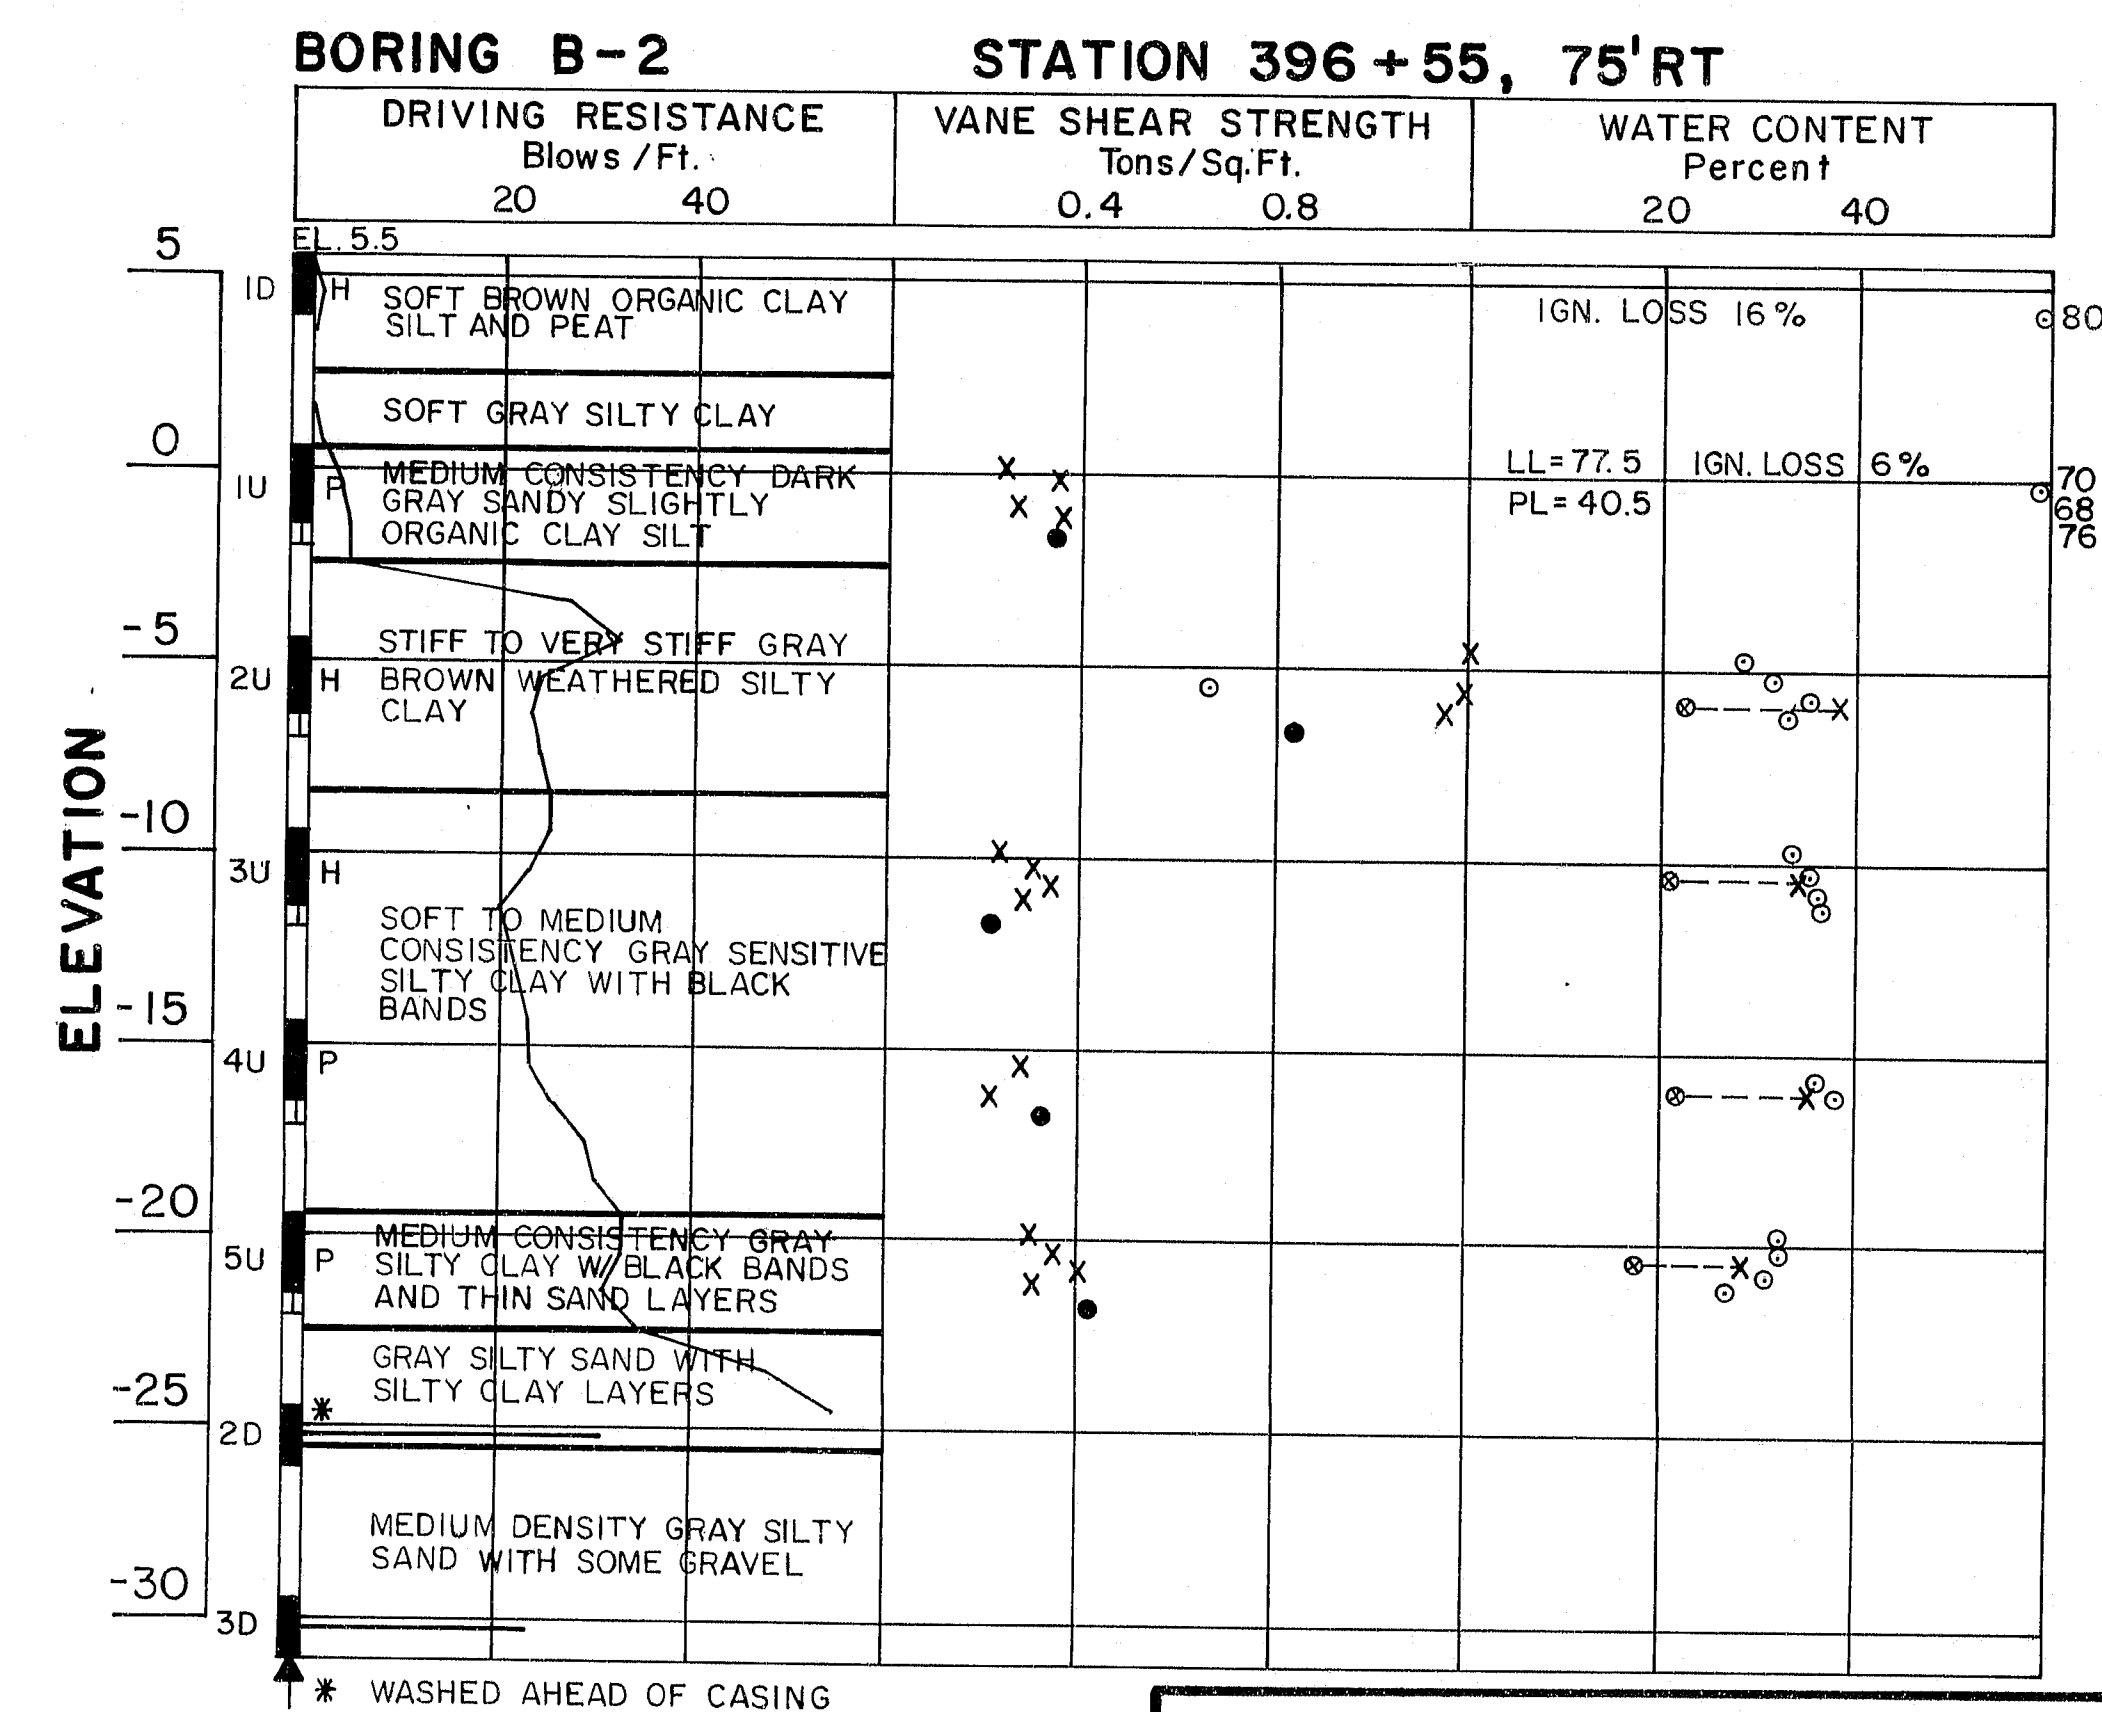 BORING B-2
STATION 396+55, 75'RT
DRIVING RESISTANCE
Blows/Ft.
20 40
VANE SHEAR STRENGTH
Tons/Sq.Ft.
0.4 0.8
WATER CONTENT
Percent
20 40
EL. 5.5
5
1D H SOFT BROWN ORGANIC CLAY
SILT AND PEAT
IGN. LOSS 16%
80
SOFT GRAY SILTY CLAY
0
1U P MEDIUM CONSISTENCY DARK
GRAY SANDY SLIGHTLY
ORGANIC CLAY SILT
LL=77.5 IGN. LOSS 6%
PL=40.5
70
68
76
-5
STIFF TO VERY STIFF GRAY
2U H BROWN WEATHERED SILTY
CLAY
ELEVATION
-10
3U H
SOFT TO MEDIUM
CONSISTENCY GRAY SENSITIVE
SILTY CLAY WITH BLACK
BANDS
-15
4U P
-20
MEDIUM CONSISTENCY GRAY
5U P SILTY CLAY W/BLACK BANDS
AND THIN SAND LAYERS
GRAY SILTY SAND WITH
SILTY CLAY LAYERS
-25
*
2D
MEDIUM DENSITY GRAY SILTY
SAND WITH SOME GRAVEL
-30
3D
* WASHED AHEAD OF CASING